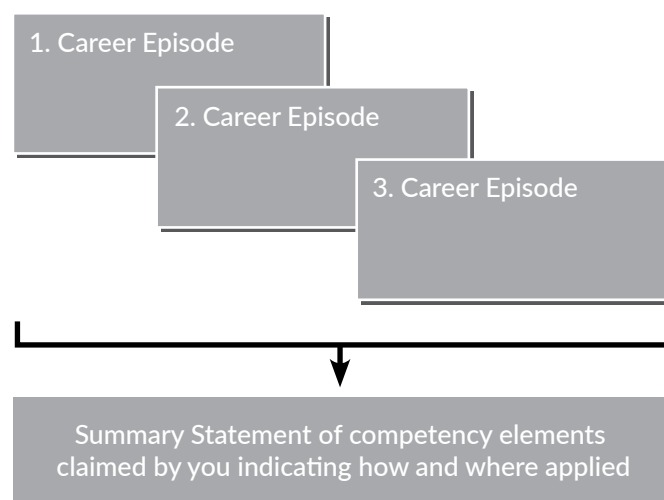 1. Career Episode
2. Career Episode
3. Career Episode
Summary Statement of competency elements
claimed by you indicating how and where applied